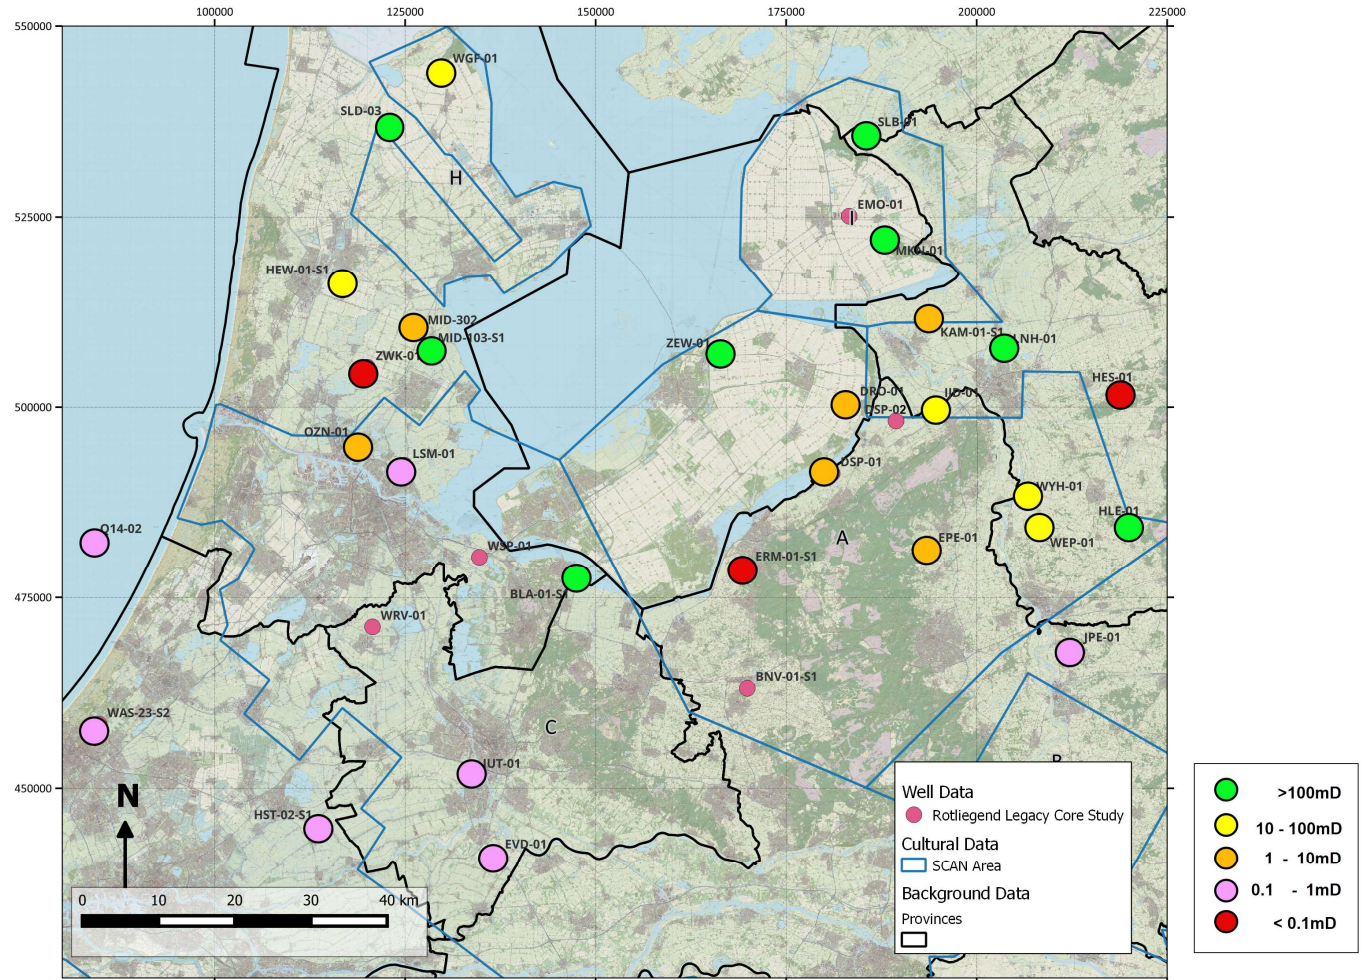 100000 125000 150000 175000 200000 225000
550000
525000
500000
475000
450000
WGF-01
SLD-03
SLB-01
H
EMO-01
I
MKN-01
HEW-01-S1
MID-302
MID-103-S1
ZWK-01
ZEW-01
KAM-01-S1
LNH-01
HES-01
DRO-01
DSP-02
IJD-01
OZN-01
LSM-01
DSP-01
WYH-01
HLE-01
WEP-01
Q14-02
WSP-01
A
EPE-01
ERM-01-S1
BLA-01-S1
WRV-01
JPE-01
BNV-01-S1
WAS-23-S2
C
JUT-01
HST-02-S1
EVD-01
N
0 10 20 30 40 km
Well Data
Rotliegend Legacy Core Study
Cultural Data
SCAN Area
Background Data
Provinces
>100mD
10 - 100mD
1 - 10mD
0.1 - 1mD
< 0.1mD